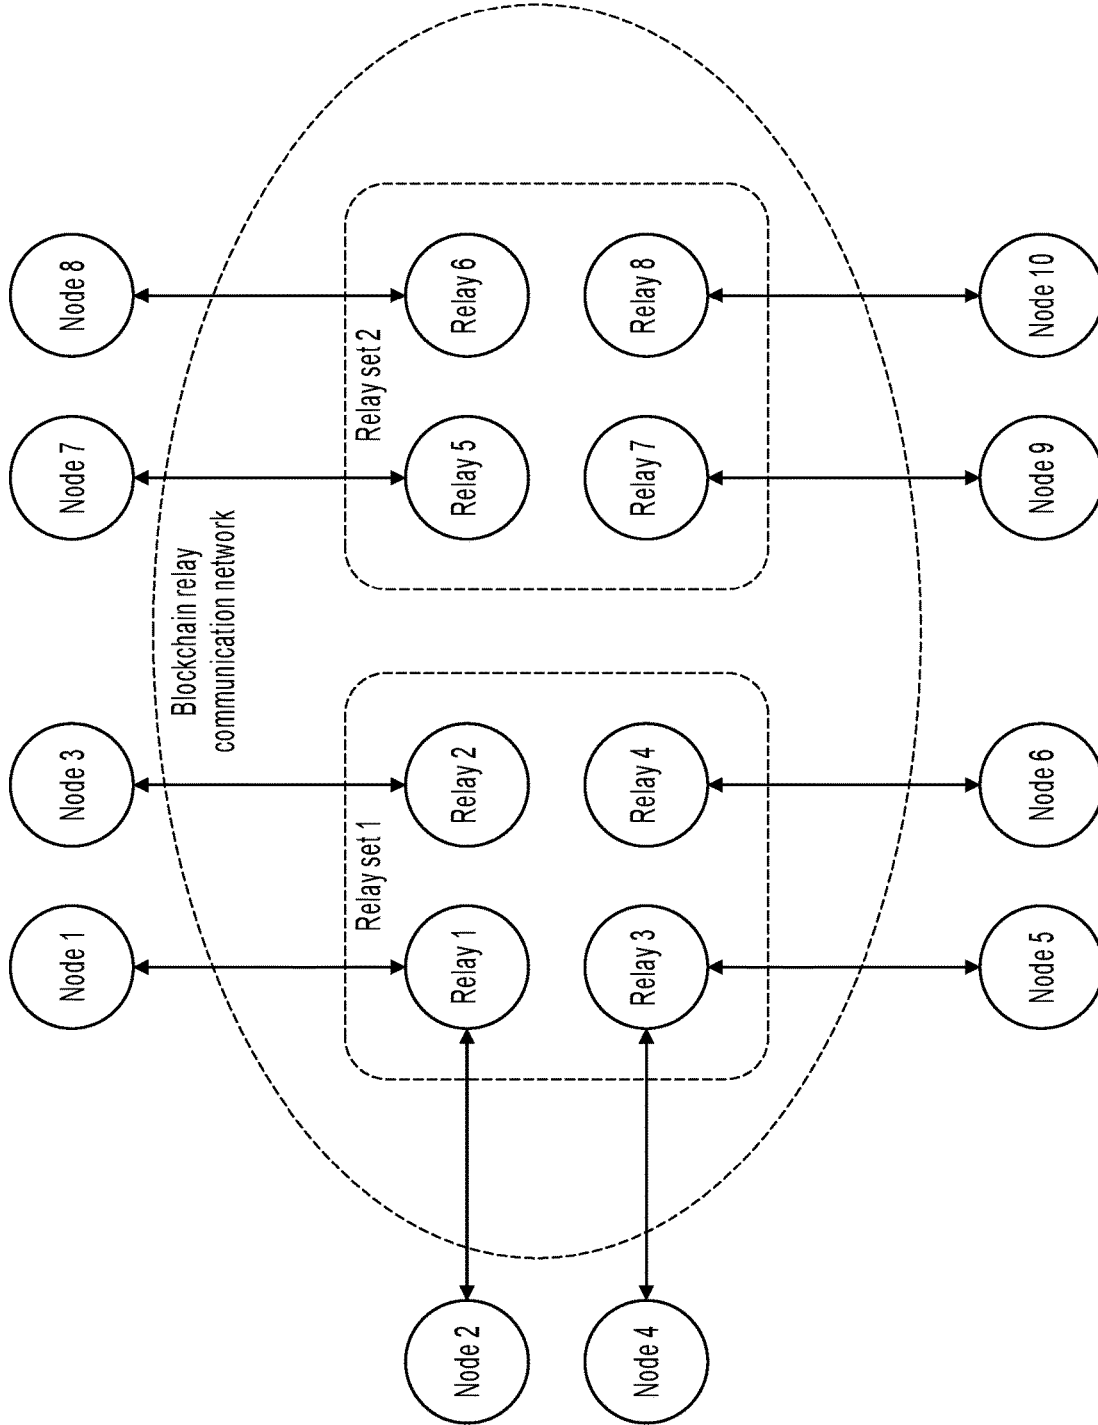 Node 1
Node 3
Node 7
Node 8
Blockchain relay
communication network
Relay set 1
Relay set 2
Node 2
Relay 1
Relay 2
Relay 5
Relay 6
Node 4
Relay 3
Relay 4
Relay 7
Relay 8
Node 5
Node 6
Node 9
Node 10